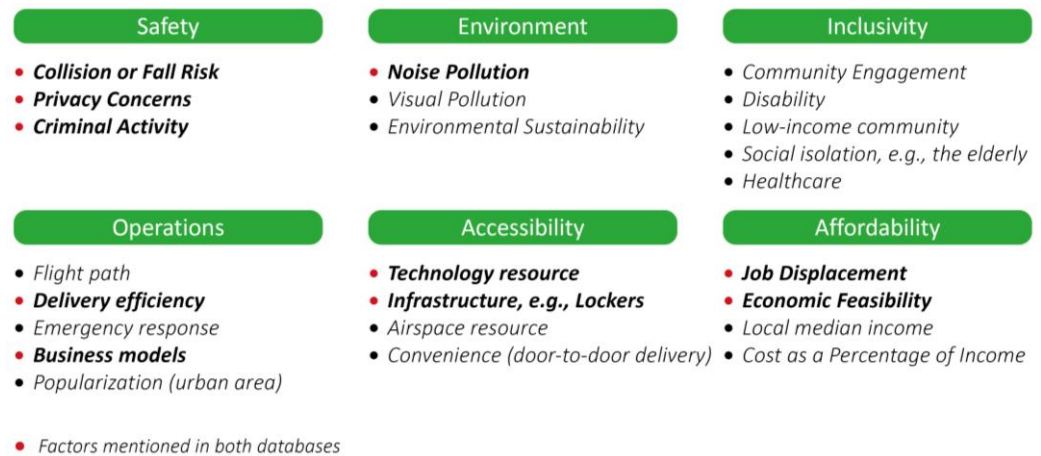 Safety
• Collision or Fall Risk
• Privacy Concerns
• Criminal Activity
Environment
• Noise Pollution
• Visual Pollution
• Environmental Sustainability
Inclusivity
• Community Engagement
• Disability
• Low-income community
• Social isolation, e.g., the elderly
• Healthcare
Operations
• Flight path
• Delivery efficiency
• Emergency response
• Business models
• Popularization (urban area)
Accessibility
• Technology resource
• Infrastructure, e.g., Lockers
• Airspace resource
• Convenience (door-to-door delivery)
Affordability
• Job Displacement
• Economic Feasibility
• Local median income
• Cost as a Percentage of Income
• Factors mentioned in both databases